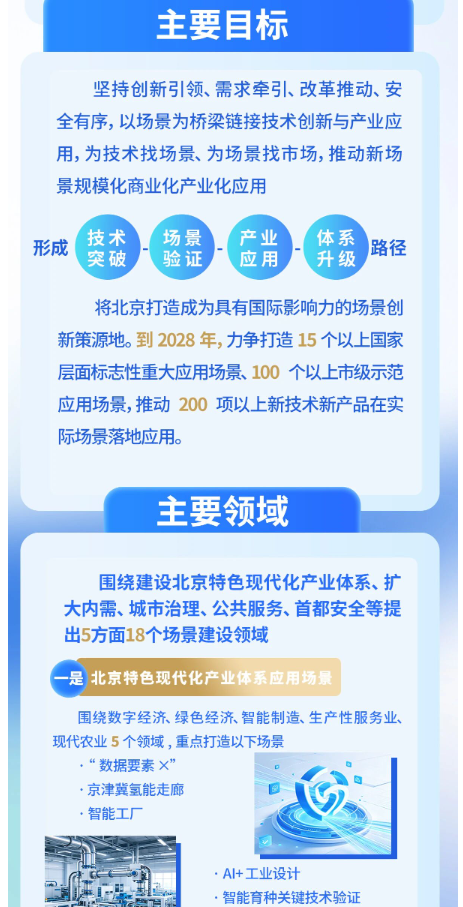 主要目标
坚持创新引领、需求牵引、改革推动、安
全有序，以场景为桥梁链接技术创新与产业应
用，为技术找场景、为场景找市场，推动新场
景规模化商业化产业化应用
形成 技术突破-场景验证-产业应用-体系升级 路径
将北京打造成为具有国际影响力的场景创
新策源地。到 2028 年，力争打造 15 个以上国家
层面标志性重大应用场景、100 个以上市级示范
应用场景，推动 200 项以上新技术新产品在实
际场景落地应用。
主要领域
围绕建设北京特色现代化产业体系、扩
大内需、城市治理、公共服务、首都安全等提
出5方面18个场景建设领域
一是 北京特色现代化产业体系应用场景
围绕数字经济、绿色经济、智能制造、生产性服务业、
现代农业 5 个领域，重点打造以下场景
·“数据要素×”
·京津冀氢能走廊
·智能工厂
·AI+工业设计
·智能育种关键技术验证